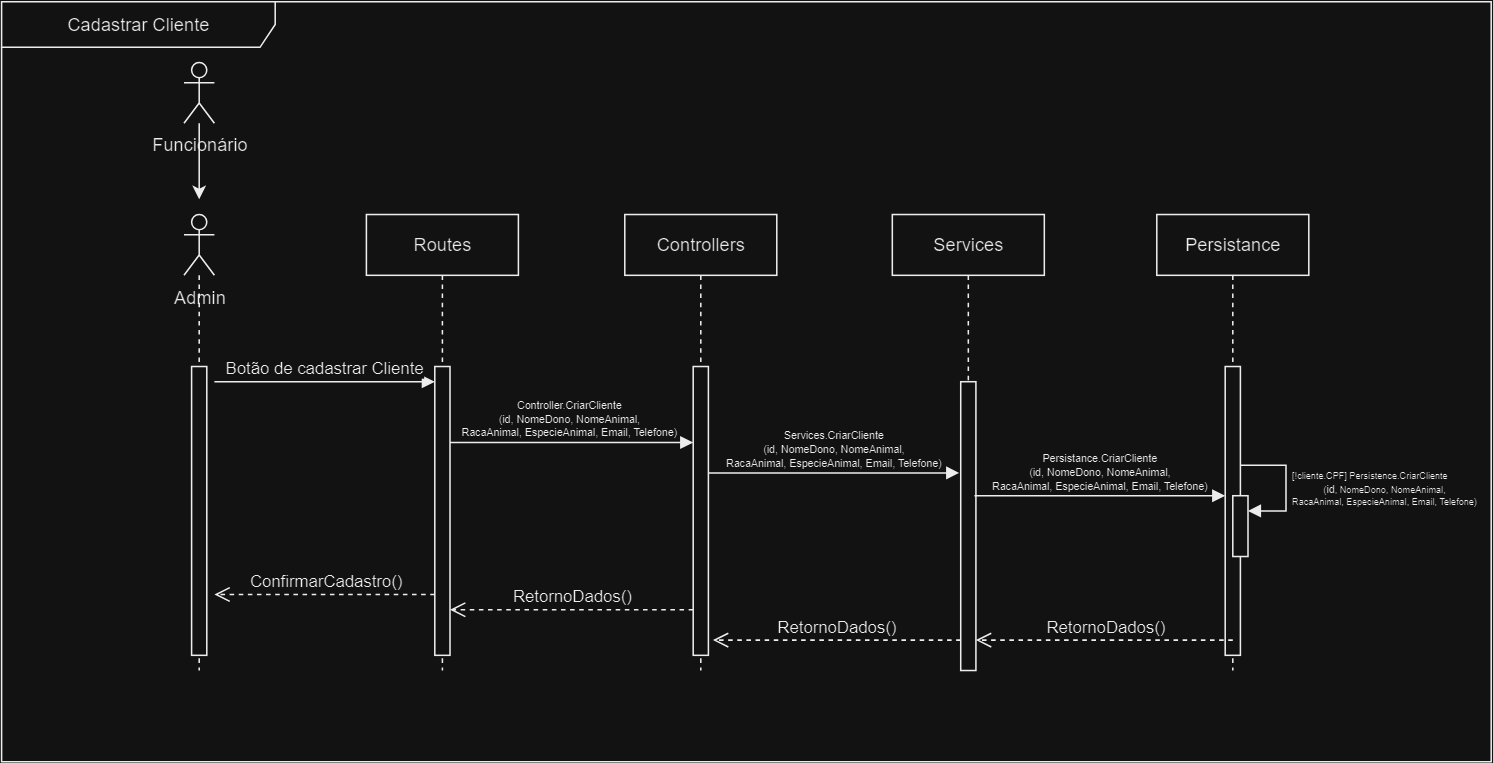 Cadastrar Cliente
Funcionário
Admin
Routes
Controllers
Services
Persistance
Botão de cadastrar Cliente
Controller.CriarCliente
(id, NomeDono, NomeAnimal,
RacaAnimal, EspecieAnimal, Email, Telefone)
Services.CriarCliente
(id, NomeDono, NomeAnimal,
RacaAnimal, EspecieAnimal, Email, Telefone)
Persistance.CriarCliente
(id, NomeDono, NomeAnimal,
RacaAnimal, EspecieAnimal, Email, Telefone)
[!cliente.CPF] Persistence.CriarCliente
(id, NomeDono, NomeAnimal,
RacaAnimal, EspecieAnimal, Email, Telefone)
ConfirmarCadastro()
RetornoDados()
RetornoDados()
RetornoDados()